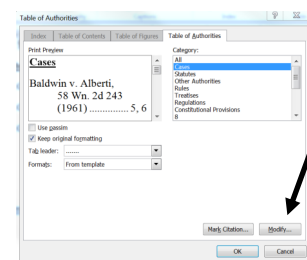 Table of Authorities
Index Table of Contents Table of Figures Table of Authorities
Print Preview
Cases
Baldwin v. Alberti,
58 Wn. 2d 243
(1961) ............... 5, 6
Category:
All
Cases
Statutes
Other Authorities
Rules
Treatises
Regulations
Constitutional Provisions
8
Use passim
Keep original formatting
Tab leader: .......
Formats: From template
Mark Citation... Modify...
OK Cancel